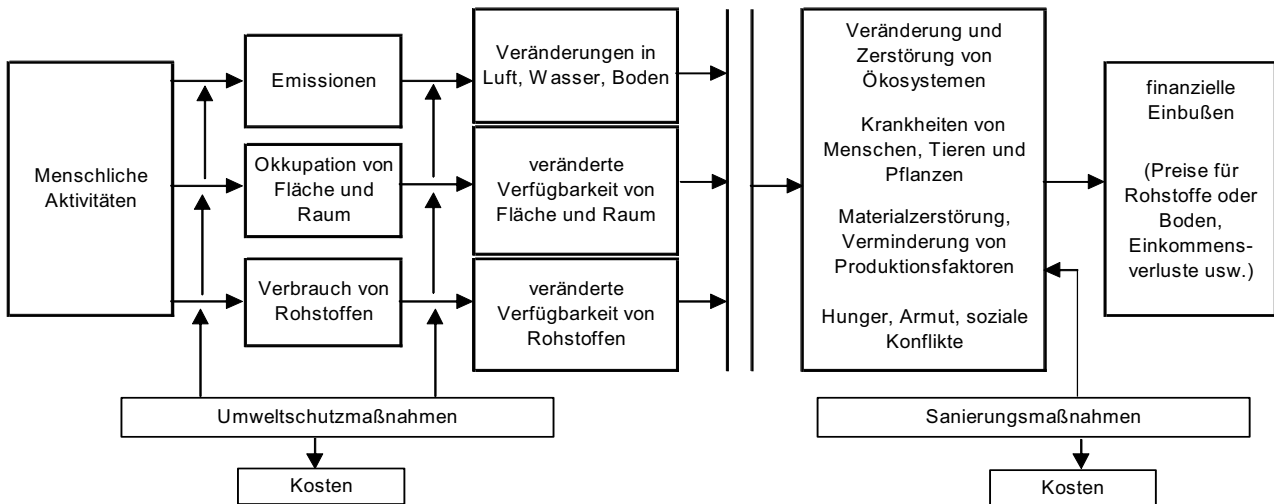 Menschliche
Aktivitäten
Emissionen
Okkupation von
Fläche und
Raum
Verbrauch von
Rohstoffen
Veränderungen in
Luft, Wasser, Boden
veränderte
Verfügbarkeit von
Fläche und Raum
veränderte
Verfügbarkeit von
Rohstoffen
Veränderung und
Zerstörung von
Ökosystemen
Krankheiten von
Menschen, Tieren und
Pflanzen
Materialzerstörung,
Verminderung von
Produktionsfaktoren
Hunger, Armut, soziale
Konflikte
finanzielle
Einbußen
(Preise für
Rohstoffe oder
Boden,
Einkommens-
verluste usw.)
Umweltschutzmaßnahmen
Kosten
Sanierungsmaßnahmen
Kosten